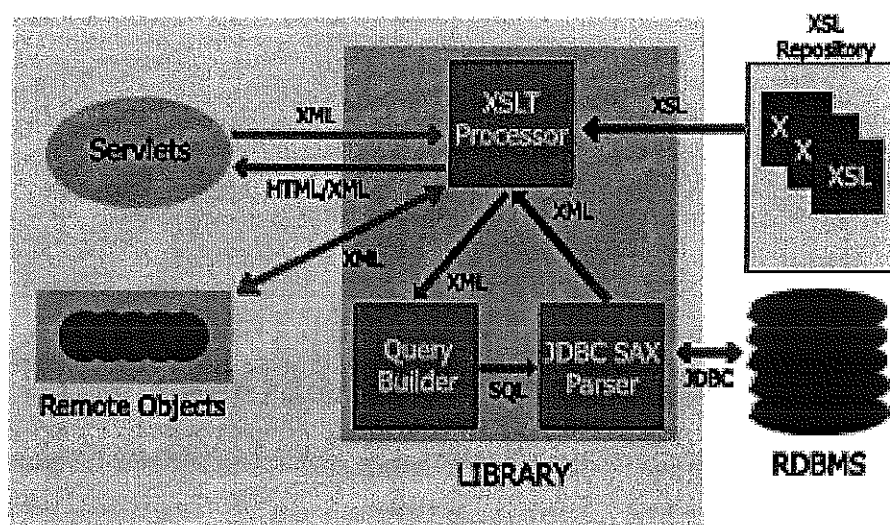 XSL
Repository
XSLT
Processor
XML
XSL
Servlets
HTML/XML
X
X
XSL
XML
XML
XML
Query
Builder
SQL
JDBC SAX
Parser
JDBC
Remote Objects
LIBRARY
RDBMS